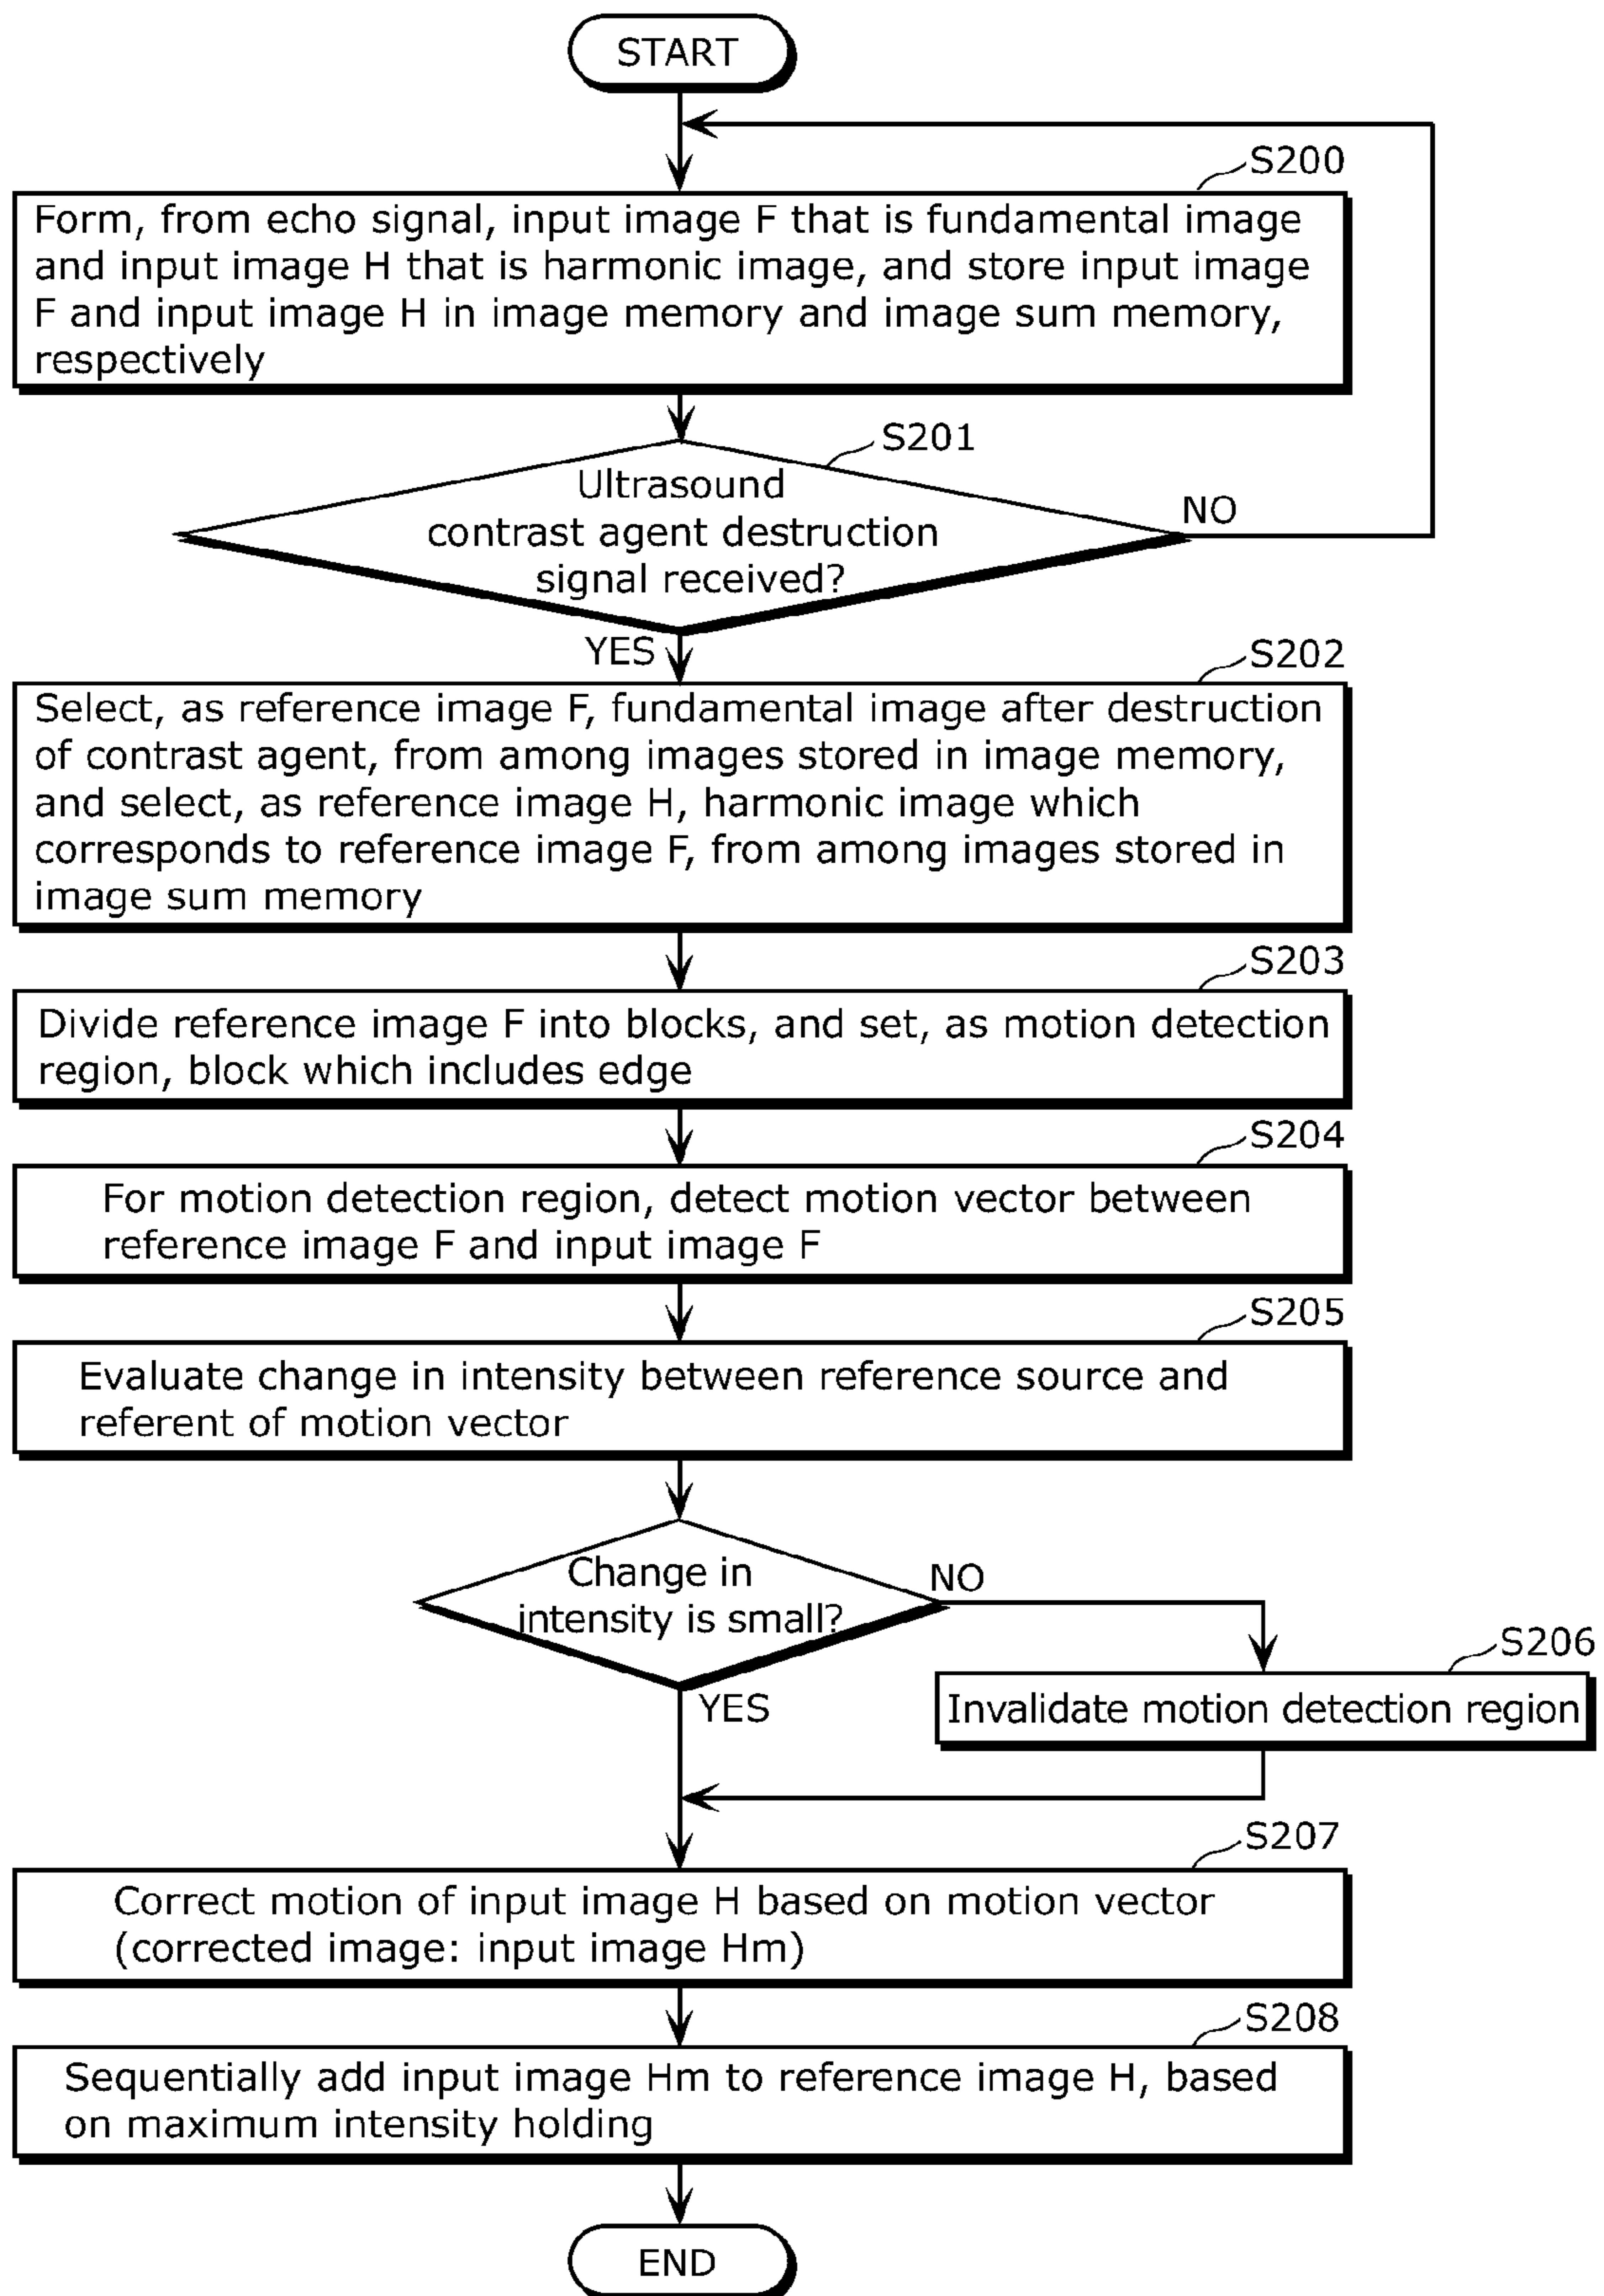 START
S200
Form, from echo signal, input image F that is fundamental image
and input image H that is harmonic image, and store input image
F and input image H in image memory and image sum memory,
respectively
S201
Ultrasound
contrast agent destruction
signal received?
NO
YES
S202
Select, as reference image F, fundamental image after destruction
of contrast agent, from among images stored in image memory,
and select, as reference image H, harmonic image which
corresponds to reference image F, from among images stored in
image sum memory
S203
Divide reference image F into blocks, and set, as motion detection
region, block which includes edge
S204
For motion detection region, detect motion vector between
reference image F and input image F
S205
Evaluate change in intensity between reference source and
referent of motion vector
Change in
intensity is small?
NO
YES
S206
Invalidate motion detection region
S207
Correct motion of input image H based on motion vector
(corrected image: input image Hm)
S208
Sequentially add input image Hm to reference image H, based
on maximum intensity holding
END